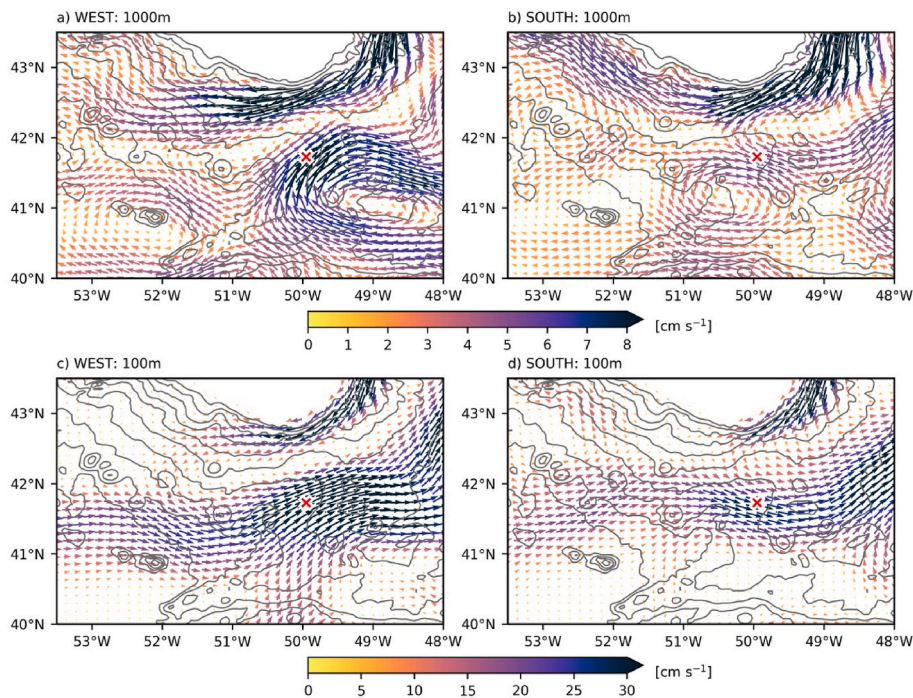 a) WEST: 1000m
b) SOUTH: 1000m
43°N
42°N
41°N
40°N
43°N
42°N
41°N
40°N
53°W 52°W 51°W 50°W 49°W 48°W
53°W 52°W 51°W 50°W 49°W 48°W
0 1 2 3 4 5 6 7 8 [cm s⁻¹]
c) WEST: 100m
d) SOUTH: 100m
43°N
42°N
41°N
40°N
43°N
42°N
41°N
40°N
53°W 52°W 51°W 50°W 49°W 48°W
53°W 52°W 51°W 50°W 49°W 48°W
0 5 10 15 20 25 30 [cm s⁻¹]